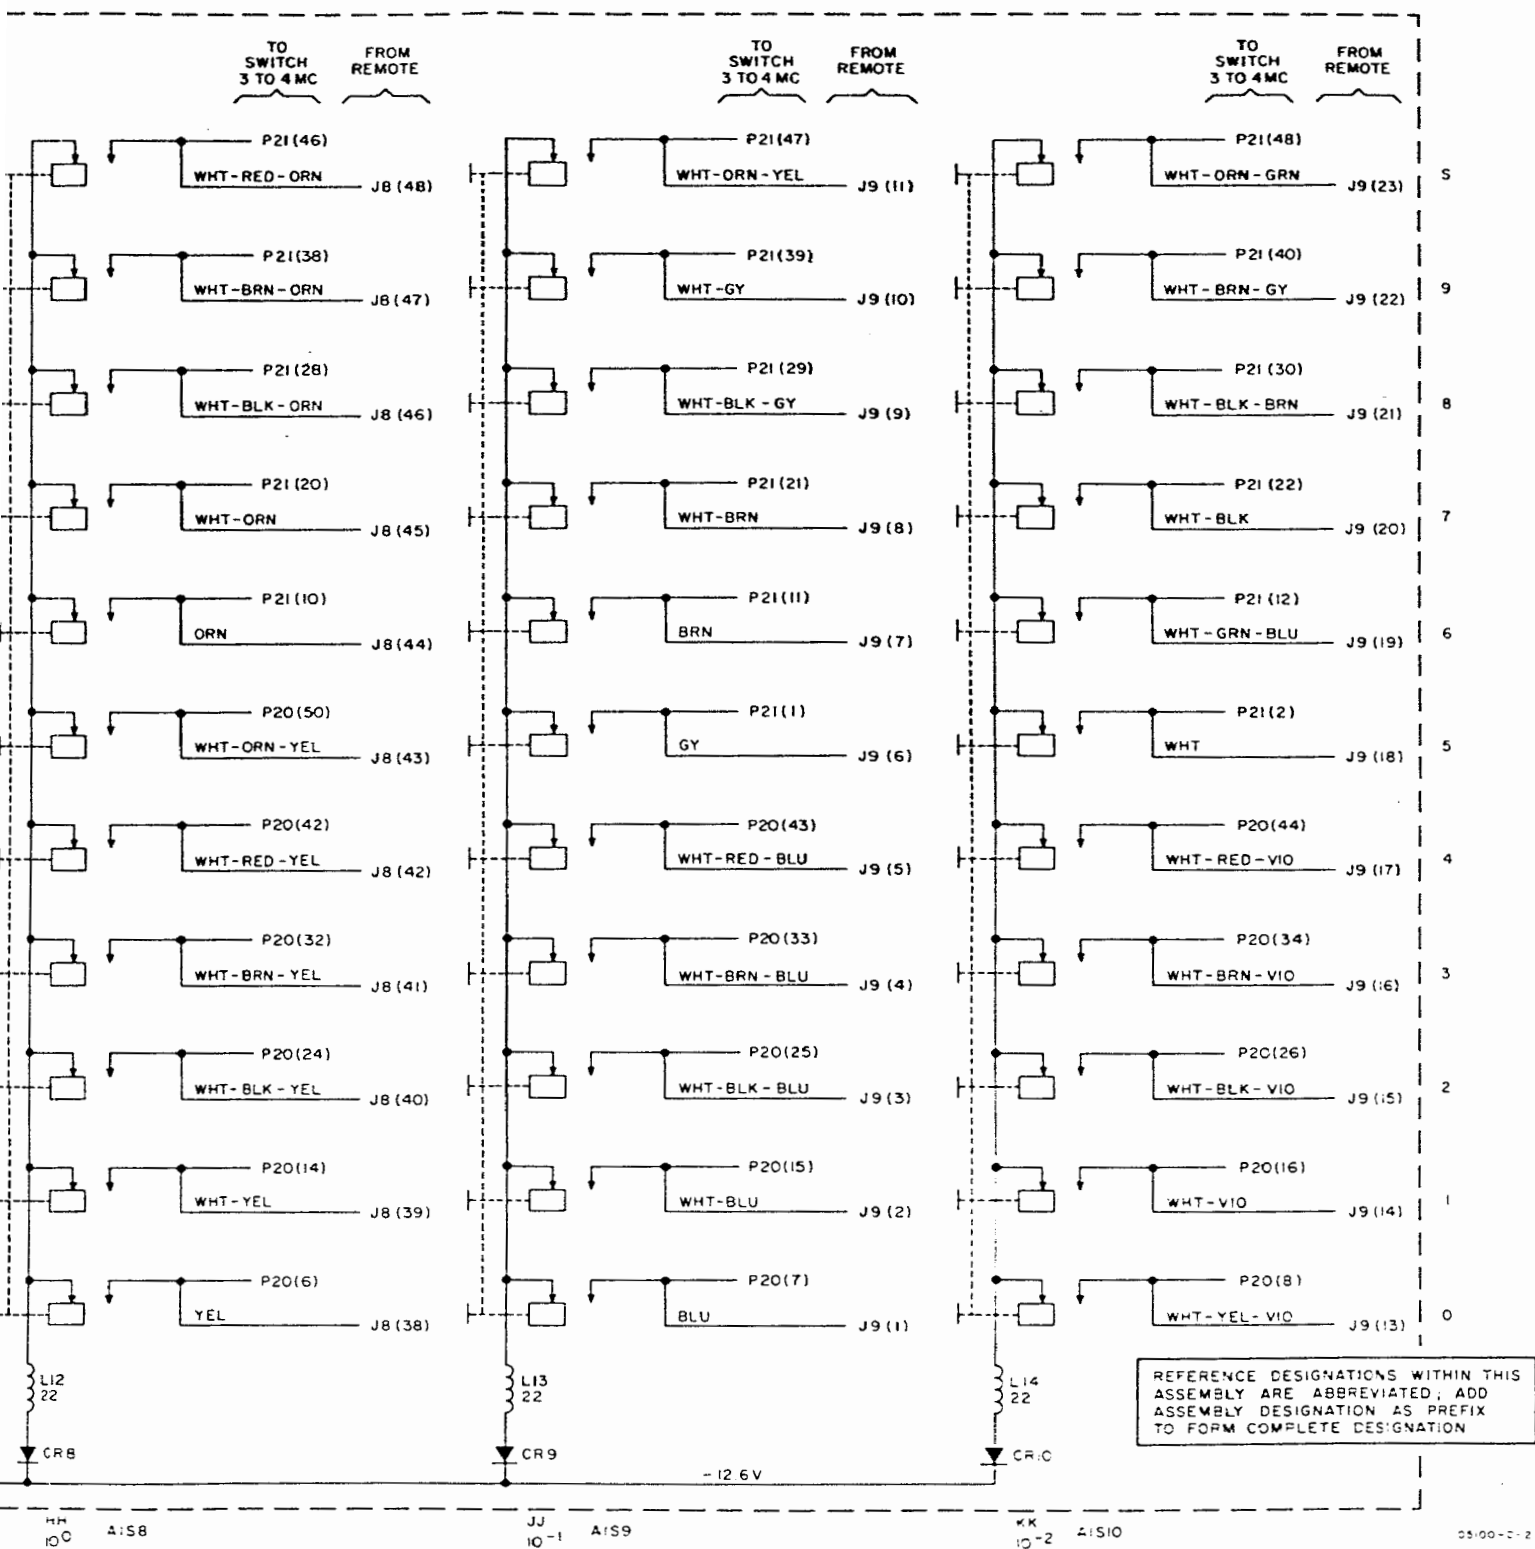 TO SWITCH 3 TO 4 MC FROM REMOTE TO SWITCH 3 TO 4 MC FROM REMOTE TO SWITCH 3 TO 4 MC FROM REMOTE
P21(46) P21(47) P21(48)
WHT-RED-ORN J8(48) WHT-ORN-YEL J9(11) WHT-ORN-GRN J9(23) S
P21(38) P21(39) P21(40)
WHT-BRN-ORN J8(47) WHT-GY J9(10) WHT-BRN-GY J9(22) 9
P21(28) P21(29) P21(30)
WHT-BLK-ORN J8(46) WHT-BLK-GY J9(9) WHT-BLK-BRN J9(21) 8
P21(20) P21(21) P21(22)
WHT-ORN J8(45) WHT-BRN J9(8) WHT-BLK J9(20) 7
P21(10) P21(11) P21(12)
ORN J8(44) BRN J9(7) WHT-GRN-BLU J9(19) 6
P20(50) P21(1) P21(2)
WHT-ORN-YEL J8(43) GY J9(6) WHT J9(18) 5
P20(42) P20(43) P20(44)
WHT-RED-YEL J8(42) WHT-RED-BLU J9(5) WHT-RED-VIO J9(17) 4
P20(32) P20(33) P20(34)
WHT-BRN-YEL J8(41) WHT-BRN-BLU J9(4) WHT-BRN-VIO J9(16) 3
P20(24) P20(25) P20(26)
WHT-BLK-YEL J8(40) WHT-BLK-BLU J9(3) WHT-BLK-VIO J9(15) 2
P20(14) P20(15) P20(16)
WHT-YEL J8(39) WHT-BLU J9(2) WHT-VIO J9(14) 1
P20(6) P20(7) P20(8)
YEL J8(38) BLU J9(1) WHT-YEL-VIO J9(13) 0
L12 L13 L14
22 22 22
REFERENCE DESIGNATIONS WITHIN THIS
ASSEMBLY ARE ABBREVIATED; ADD
ASSEMBLY DESIGNATION AS PREFIX
TO FORM COMPLETE DESIGNATION
CR8 CR9 CR10
-12.6V
HH A1S8 JJ A1S9 KK A1S10
10⁰ 10⁻¹ 10⁻²